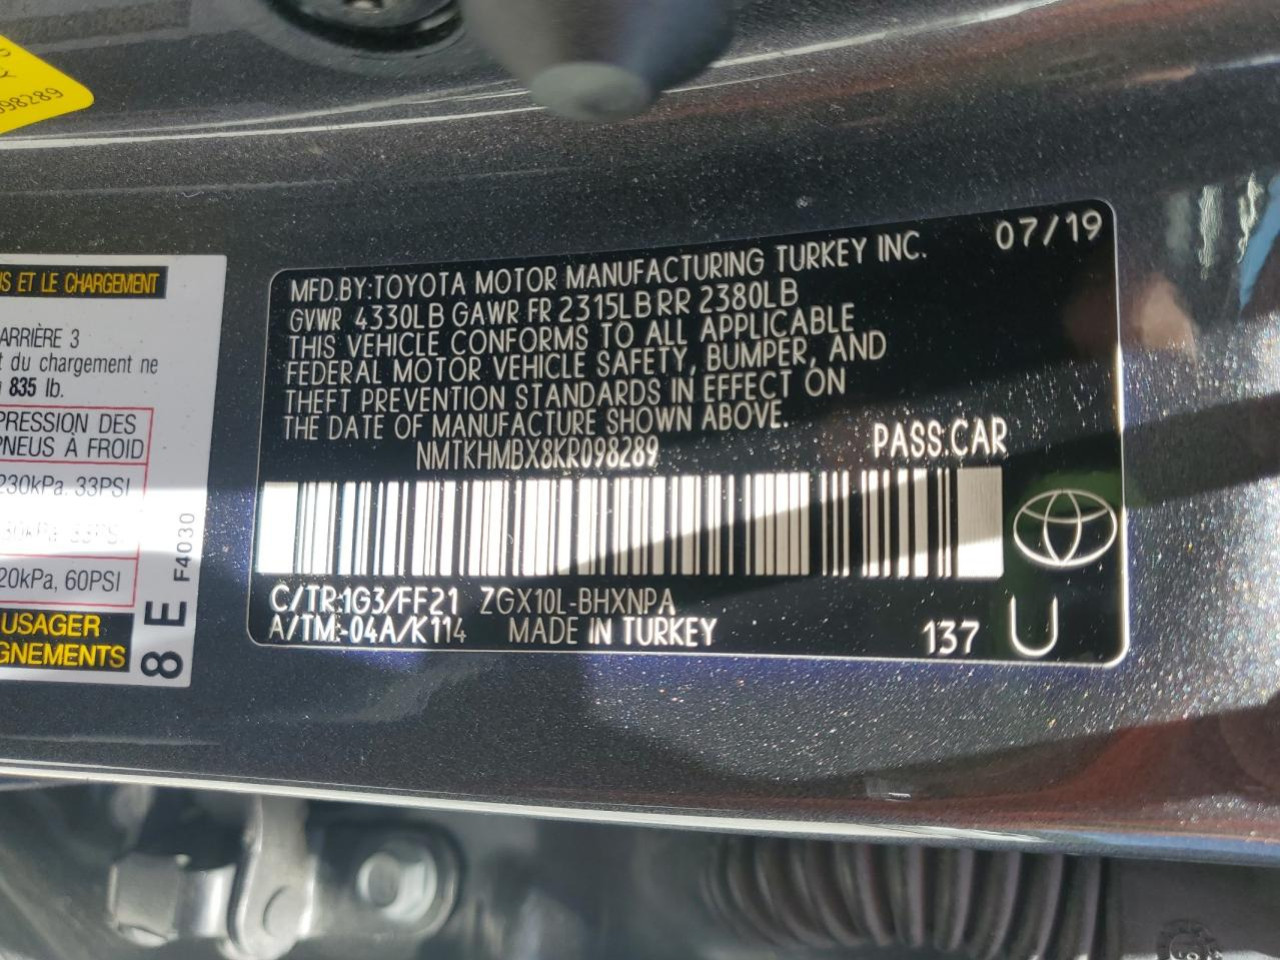 098289
US ET LE CHARGEMENT
ARRIÈRE 3
du chargement ne
835 lb.
PRESSION DES
PNEUS À FROID
230kPa. 33PSI
20kPa, 60PSI
USAGER
GNEMENTS
8 E F4030
07/19
MFD.BY:TOYOTA MOTOR MANUFACTURING TURKEY INC.
GVWR 4330LB GAWR FR 2315LB RR 2380LB
THIS VEHICLE CONFORMS TO ALL APPLICABLE
FEDERAL MOTOR VEHICLE SAFETY, BUMPER, AND
THEFT PREVENTION STANDARDS IN EFFECT ON
THE DATE OF MANUFACTURE SHOWN ABOVE.
NMTKHMBX8KR098289 PASS.CAR
C/TR:1G3/FF21 ZGX10L-BHXNPA
A/TM:-04A/K114 MADE IN TURKEY 137 U